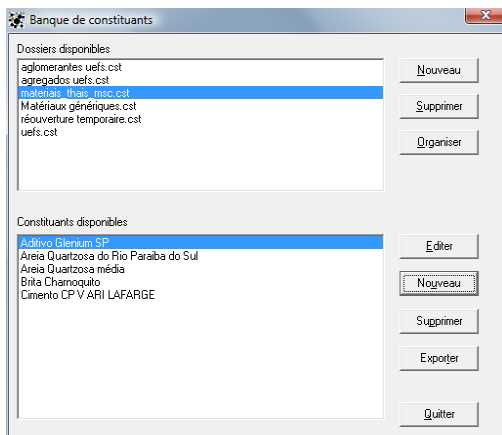 Banque de constituants
Dossiers disponibles
aglomerantes uefs.cst
agregados uefs.cst
materiais_thais_msc.cst
Matériaux génériques.cst
réouverture temporaire.cst
uefs.cst
Nouveau
Supprimer
Organiser
Constituants disponibles
Aditivo Glenium SP
Areia Quartzosa do Rio Paraiba do Sul
Areia Quartzosa média
Brita Charnoquito
Cimento CP V ARI LAFARGE
Editer
Nouveau
Supprimer
Exporter
Quitter